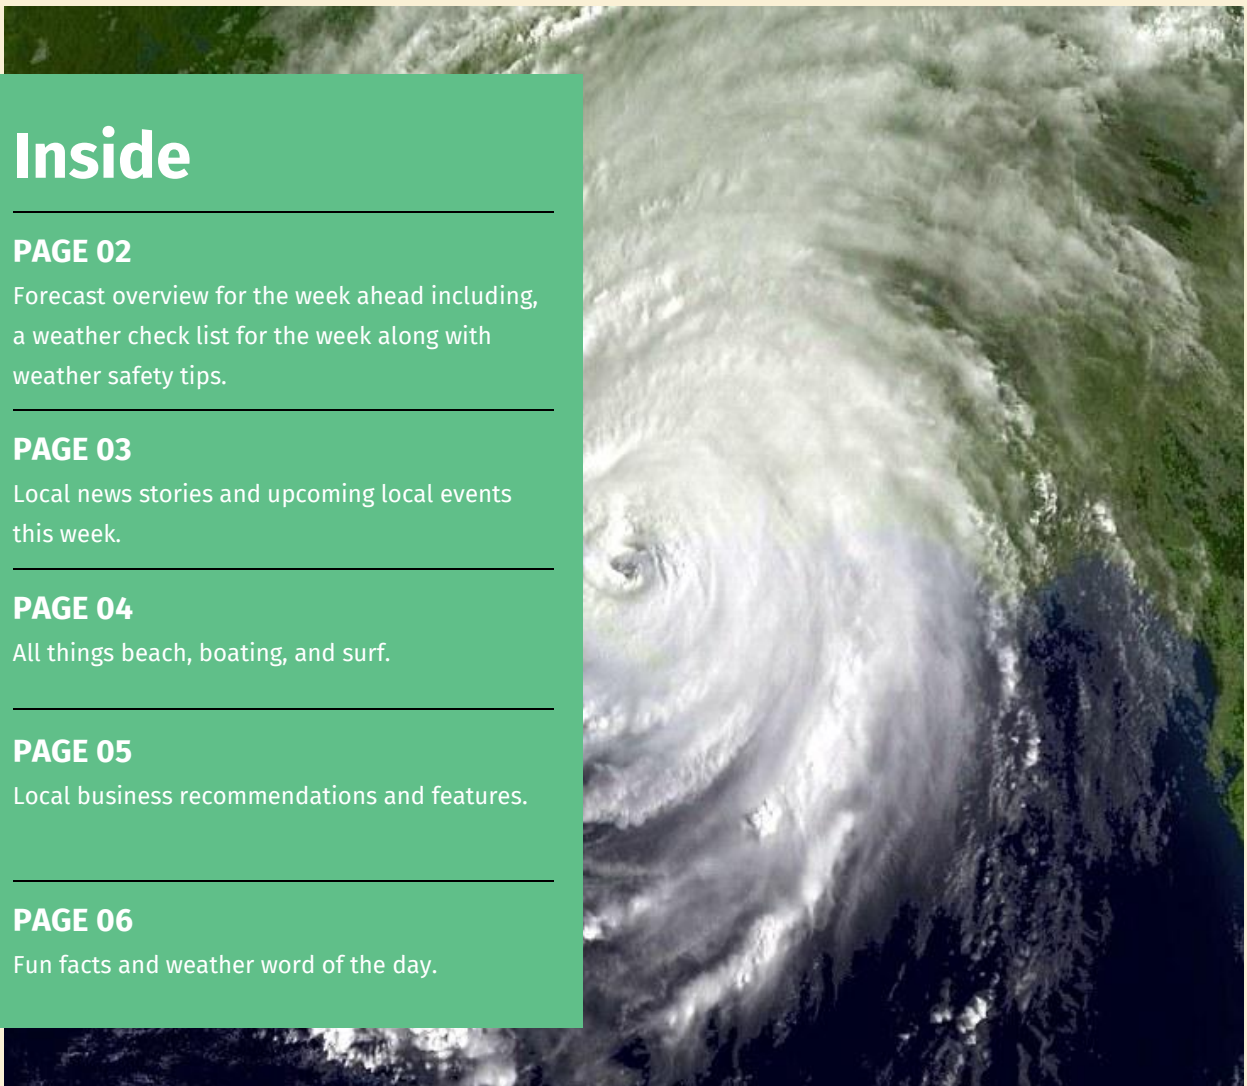 Inside
PAGE 02
Forecast overview for the week ahead including,
a weather check list for the week along with
weather safety tips.
PAGE 03
Local news stories and upcoming local events
this week.
PAGE 04
All things beach, boating, and surf.
PAGE 05
Local business recommendations and features.
PAGE 06
Fun facts and weather word of the day.